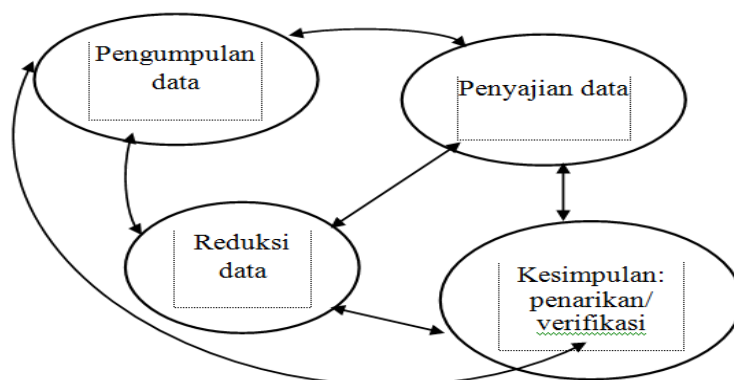 Pengumpulan
data
Penyajian data
Reduksi
data
Kesimpulan:
penarikan/
verifikasi